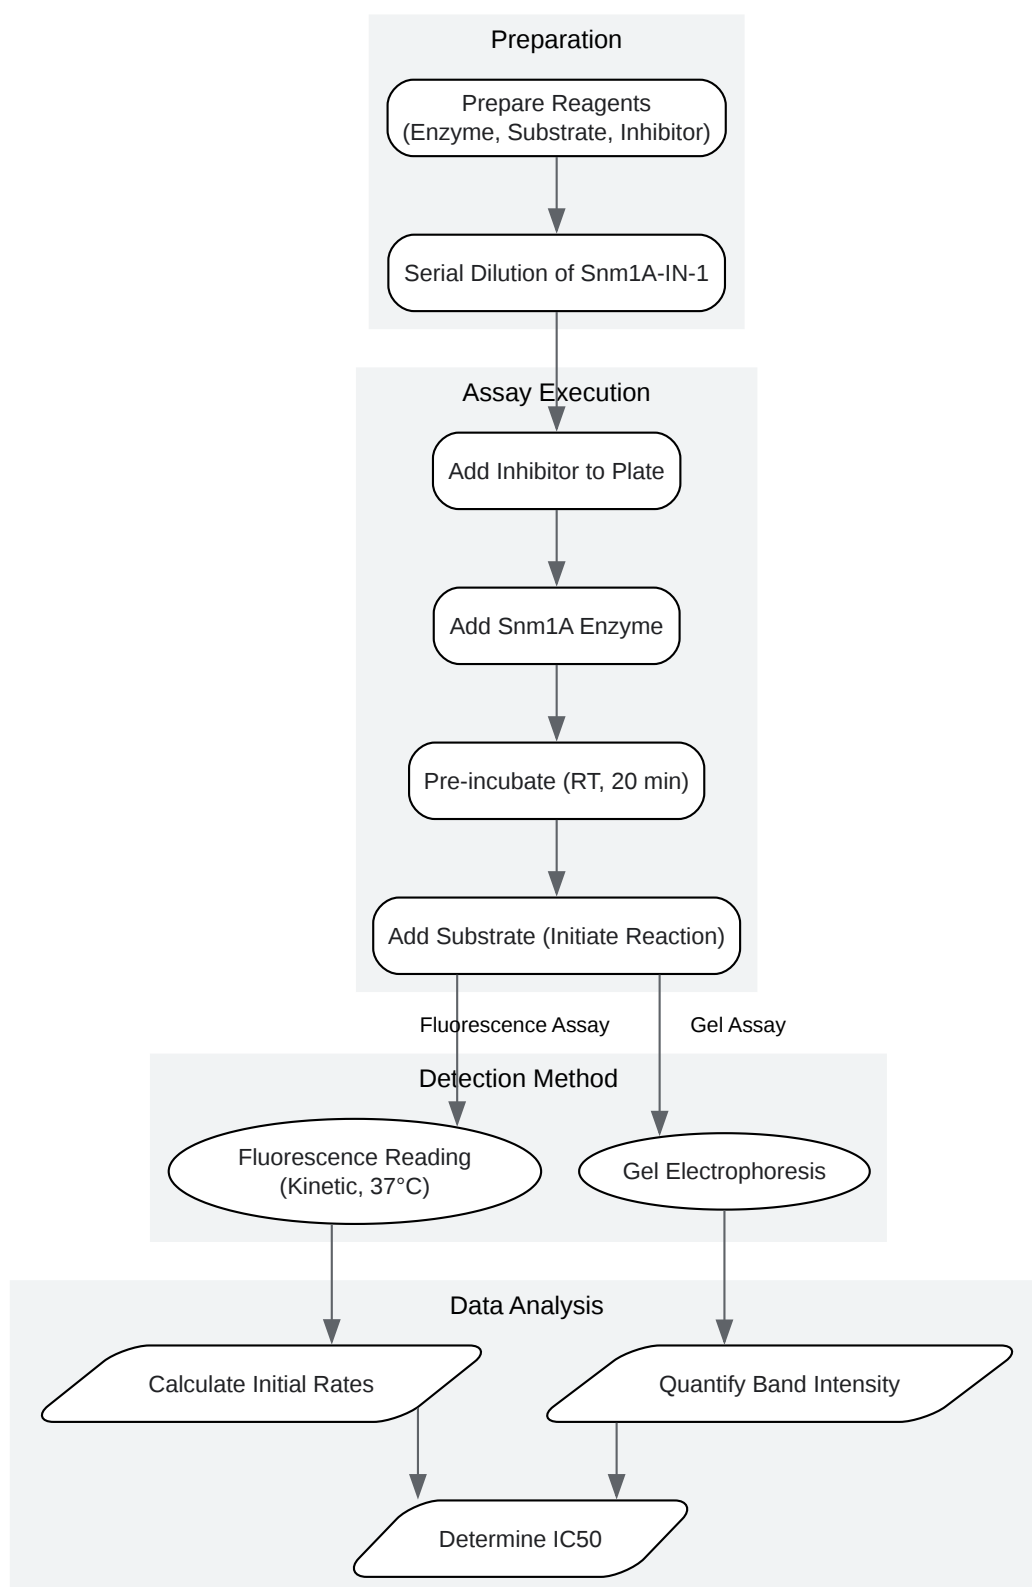 Preparation
Prepare Reagents
(Enzyme, Substrate, Inhibitor)
Serial Dilution of Snm1A-IN-1
Assay Execution
Add Inhibitor to Plate
Add Snm1A Enzyme
Pre-incubate (RT, 20 min)
Add Substrate (Initiate Reaction)
Fluorescence Assay
Gel Assay
Detection Method
Fluorescence Reading
(Kinetic, 37°C)
Gel Electrophoresis
Data Analysis
Calculate Initial Rates
Quantify Band Intensity
Determine IC50